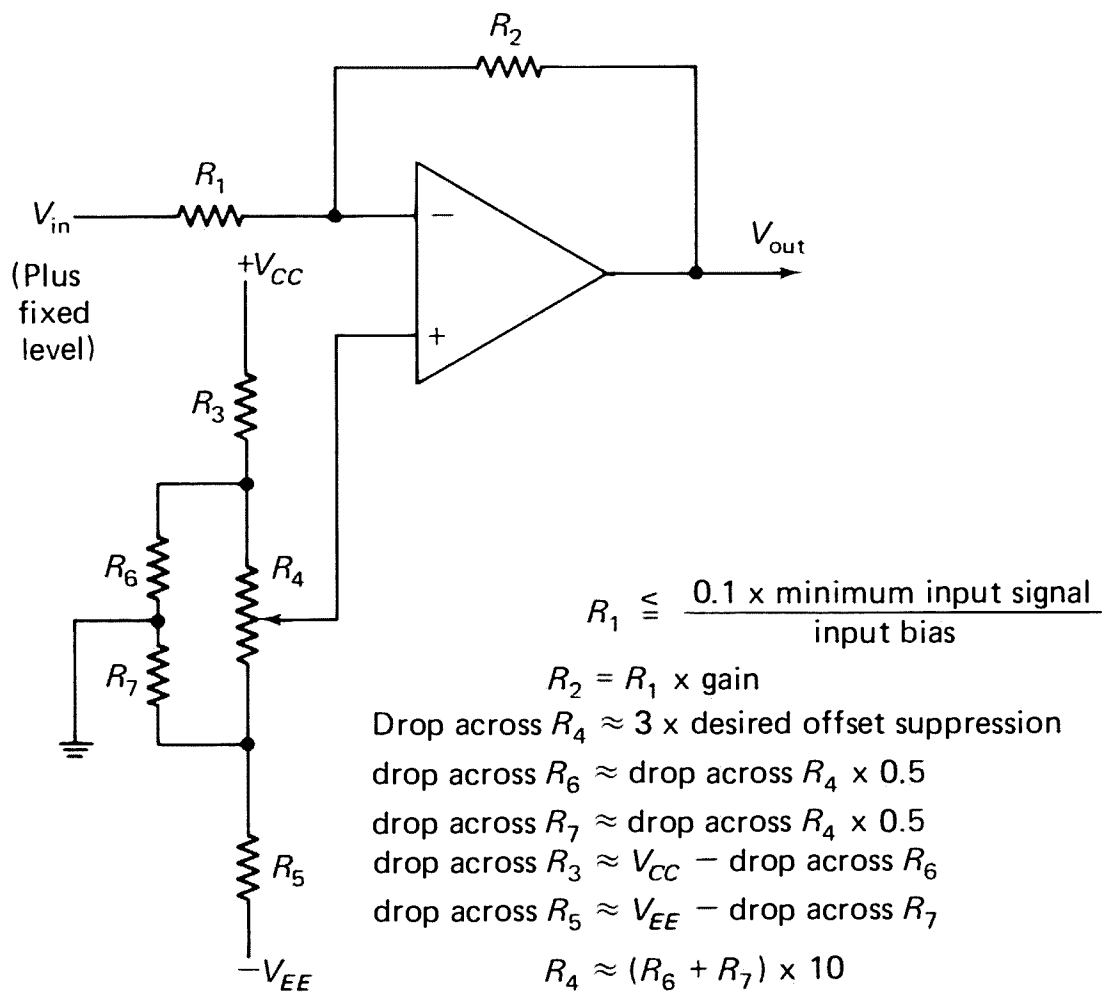 R₂
R₁
Vin
Vout
(Plus
fixed
level)
+VCC
−
+
R₃
R₆
R₄
R₇
R₅
−VEE
R₁ ≦ 0.1 x minimum input signal
input bias
R₂ = R₁ x gain
Drop across R₄ ≈ 3 x desired offset suppression
drop across R₆ ≈ drop across R₄ x 0.5
drop across R₇ ≈ drop across R₄ x 0.5
drop across R₃ ≈ VCC − drop across R₆
drop across R₅ ≈ VEE − drop across R₇
R₄ ≈ (R₆ + R₇) x 10